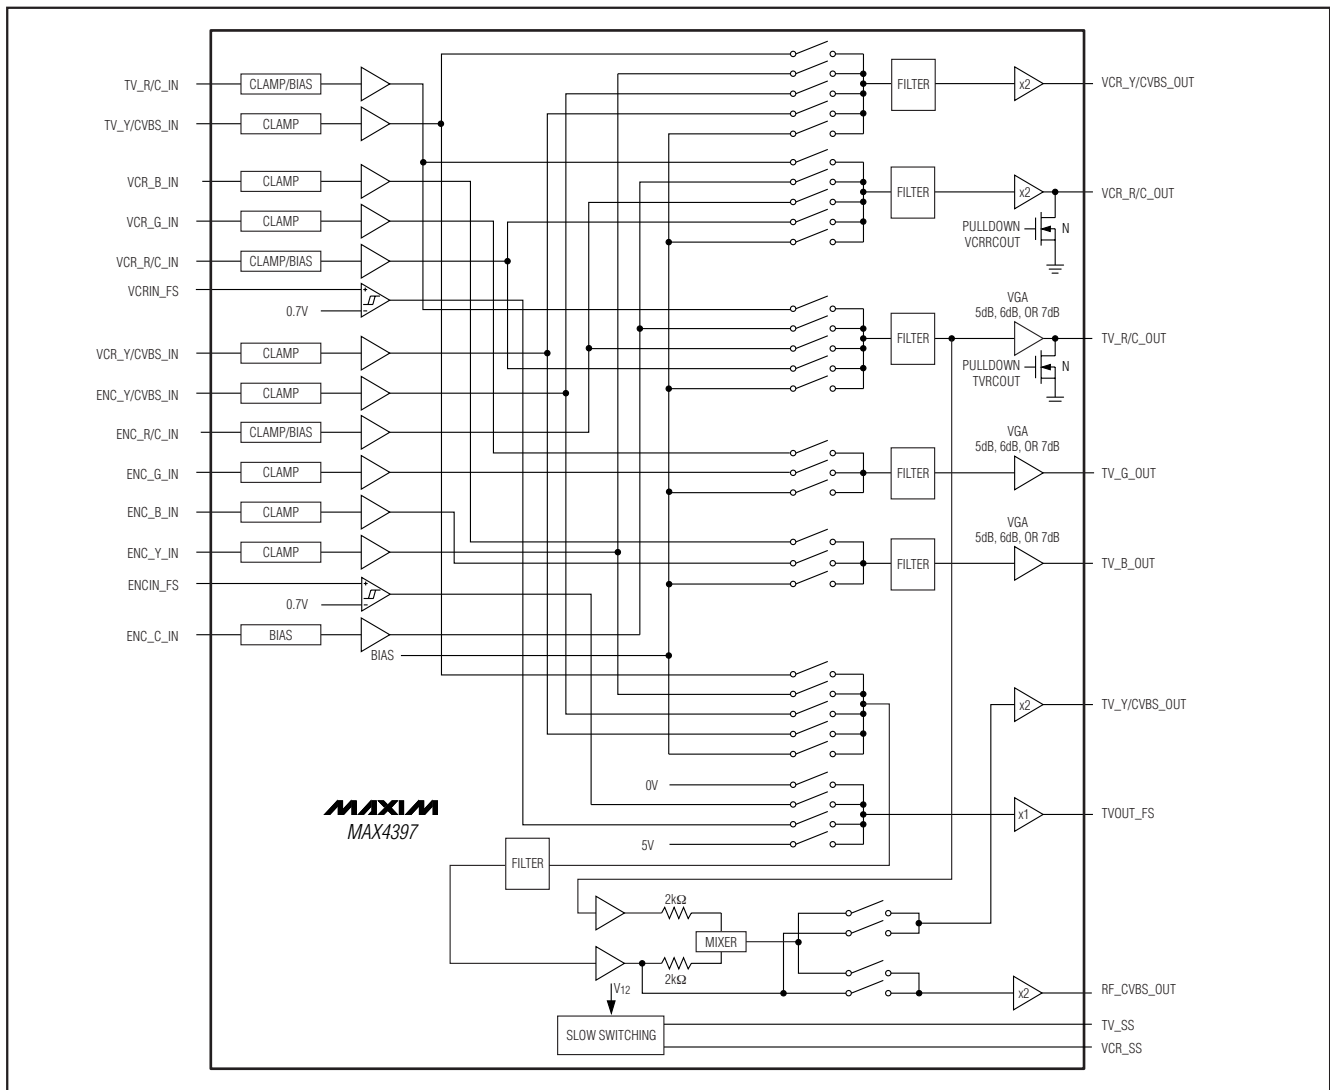 TV_R/C_IN
CLAMP/BIAS
FILTER
x2
VCR_Y/CVBS_OUT
TV_Y/CVBS_IN
CLAMP
VCR_B_IN
CLAMP
FILTER
x2
VCR_R/C_OUT
VCR_G_IN
CLAMP
PULLDOWN
VCRRCOUT
N
VCR_R/C_IN
CLAMP/BIAS
VCRIN_FS
+
0.7V
−
VGA
5dB, 6dB, OR 7dB
FILTER
TV_R/C_OUT
VCR_Y/CVBS_IN
CLAMP
PULLDOWN
TVRCOUT
N
ENC_Y/CVBS_IN
CLAMP
ENC_R/C_IN
CLAMP/BIAS
VGA
5dB, 6dB, OR 7dB
ENC_G_IN
CLAMP
FILTER
TV_G_OUT
ENC_B_IN
CLAMP
VGA
5dB, 6dB, OR 7dB
ENC_Y_IN
CLAMP
FILTER
TV_B_OUT
ENCIN_FS
+
0.7V
−
ENC_C_IN
BIAS
BIAS
x2
TV_Y/CVBS_OUT
0V
MAXIM
MAX4397
x1
TVOUT_FS
5V
FILTER
2kΩ
MIXER
2kΩ
V12
x2
RF_CVBS_OUT
SLOW SWITCHING
TV_SS
VCR_SS